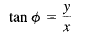 tan ϕ = y/x